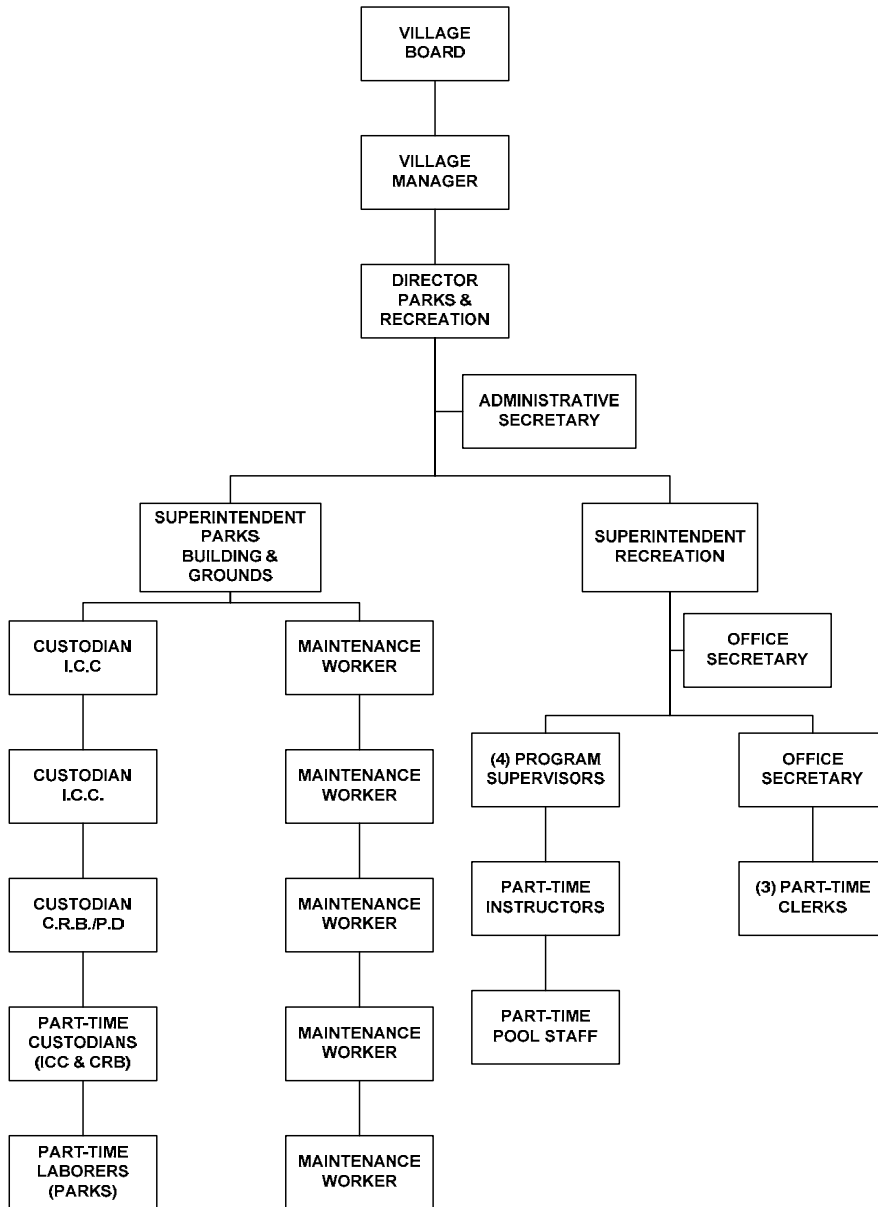 VILLAGE
BOARD
VILLAGE
MANAGER
DIRECTOR
PARKS &
RECREATION
ADMINISTRATIVE
SECRETARY
SUPERINTENDENT
PARKS
BUILDING &
GROUNDS
SUPERINTENDENT
RECREATION
CUSTODIAN
I.C.C
MAINTENANCE
WORKER
OFFICE
SECRETARY
CUSTODIAN
I.C.C.
MAINTENANCE
WORKER
(4) PROGRAM
SUPERVISORS
OFFICE
SECRETARY
CUSTODIAN
C.R.B./P.D
MAINTENANCE
WORKER
PART-TIME
INSTRUCTORS
(3) PART-TIME
CLERKS
PART-TIME
CUSTODIANS
(ICC & CRB)
MAINTENANCE
WORKER
PART-TIME
POOL STAFF
PART-TIME
LABORERS
(PARKS)
MAINTENANCE
WORKER